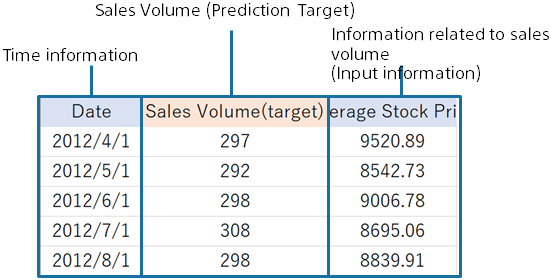 Sales Volume (Prediction Target)
Time information
Information related to sales
volume
(Input information)
Date Sales Volume(target) erage Stock Pri
2012/4/1 297 9520.89
2012/5/1 292 8542.73
2012/6/1 298 9006.78
2012/7/1 308 8695.06
2012/8/1 298 8839.91